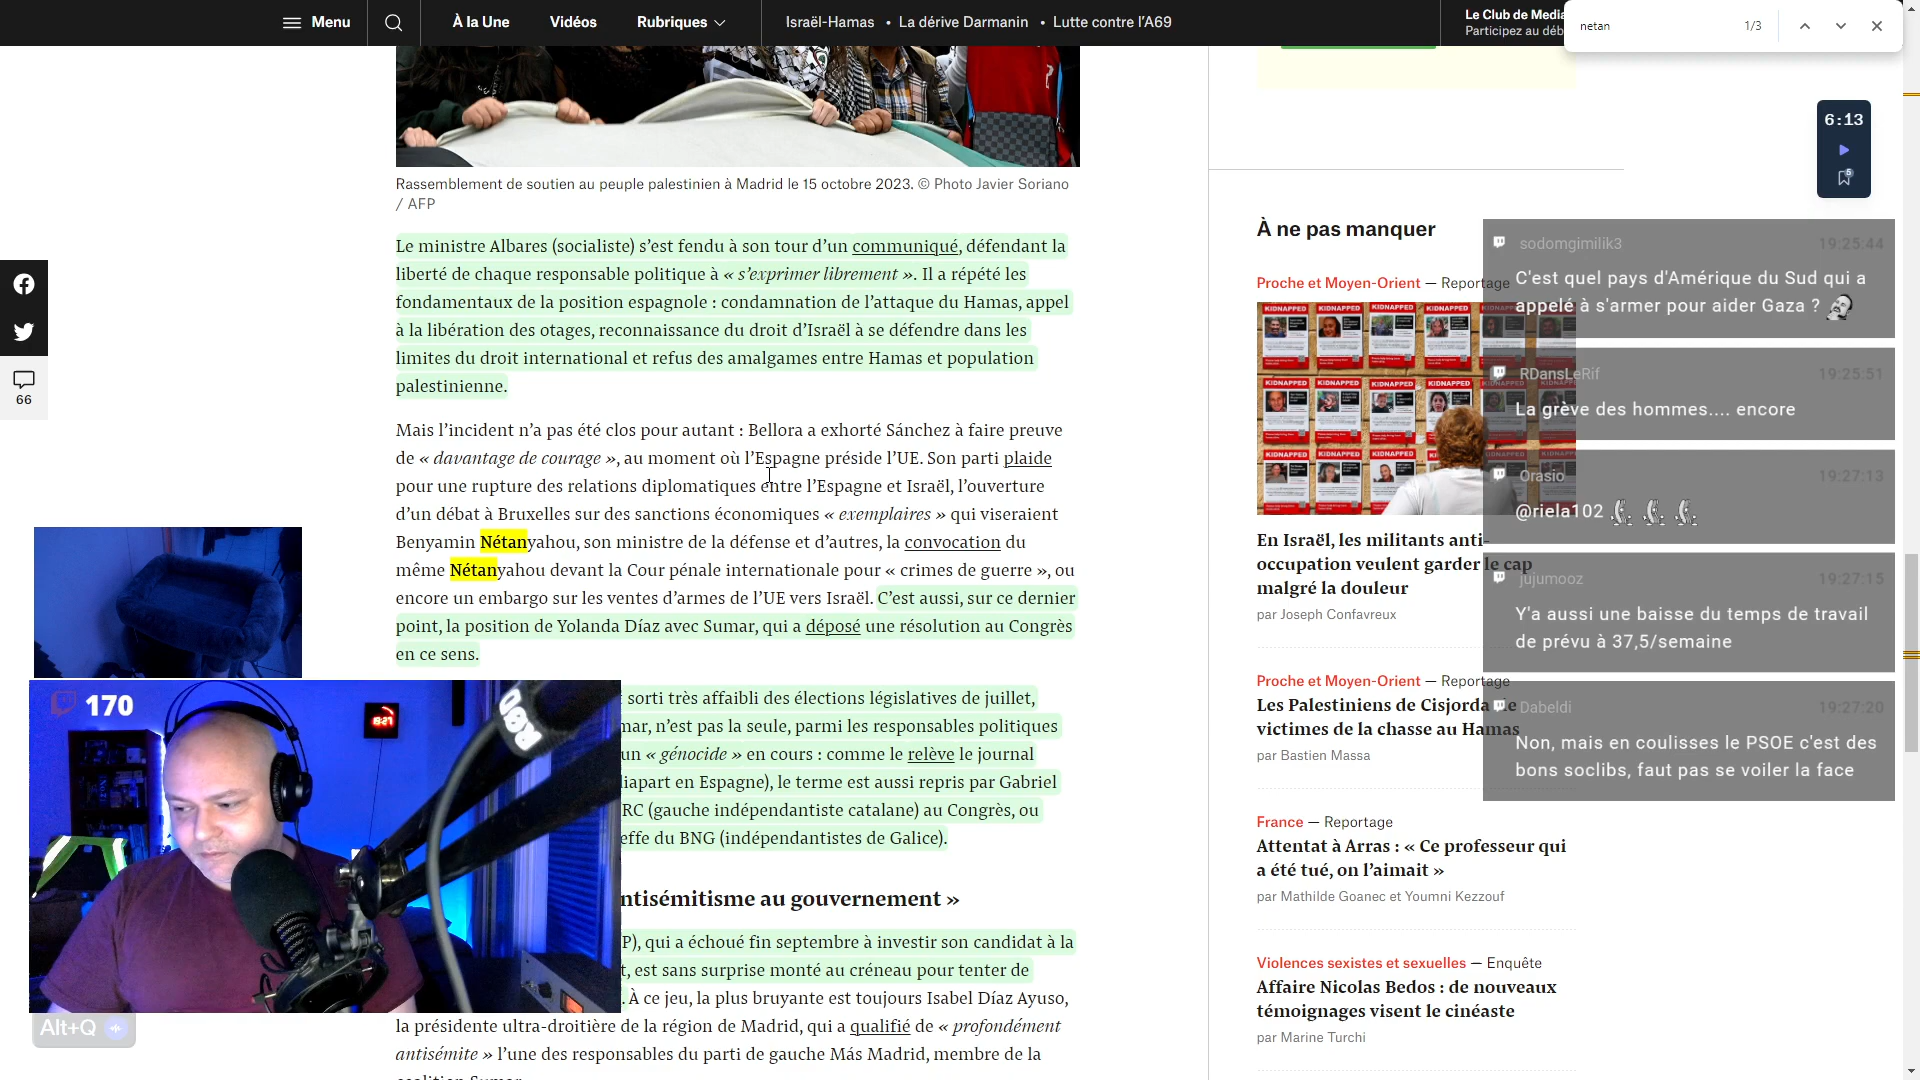 Menu
À la Une
Vidéos
Rubriques
Israël-Hamas • La dérive Darmanin • Lutte contre l'A69
Le Club de Media
Participez au déb
netan
1/3
6:13
5
Rassemblement de soutien au peuple palestinien à Madrid le 15 octobre 2023. © Photo Javier Soriano
/ AFP
66
Le ministre Albares (socialiste) s'est fendu à son tour d'un communiqué, défendant la
liberté de chaque responsable politique à « s'exprimer librement ». Il a répété les
fondamentaux de la position espagnole : condamnation de l'attaque du Hamas, appel
à la libération des otages, reconnaissance du droit d'Israël à se défendre dans les
limites du droit international et refus des amalgames entre Hamas et population
palestinienne.
Mais l'incident n'a pas été clos pour autant : Bellora a exhorté Sánchez à faire preuve
de « davantage de courage », au moment où l'Espagne préside l'UE. Son parti plaide
pour une rupture des relations diplomatiques entre l'Espagne et Israël, l'ouverture
d'un débat à Bruxelles sur des sanctions économiques « exemplaires » qui viseraient
Benyamin Nétanyahou, son ministre de la défense et d'autres, la convocation du
même Nétanyahou devant la Cour pénale internationale pour « crimes de guerre », ou
encore un embargo sur les ventes d'armes de l'UE vers Israël. C'est aussi, sur ce dernier
point, la position de Yolanda Díaz avec Sumar, qui a déposé une résolution au Congrès
en ce sens.
sorti très affaibli des élections législatives de juillet,
mar, n'est pas la seule, parmi les responsables politiques
un « génocide » en cours : comme le relève le journal
diapart en Espagne), le terme est aussi repris par Gabriel
RC (gauche indépendantiste catalane) au Congrès, ou
effe du BNG (indépendantistes de Galice).
ntisémitisme au gouvernement »
P), qui a échoué fin septembre à investir son candidat à la
t, est sans surprise monté au créneau pour tenter de
. À ce jeu, la plus bruyante est toujours Isabel Díaz Ayuso,
la présidente ultra-droitière de la région de Madrid, qui a qualifié de « profondément
antisémite » l'une des responsables du parti de gauche Más Madrid, membre de la
coalition Sumar.
170
RØD
Alt+Q
À ne pas manquer
Proche et Moyen-Orient — Reportage
KIDNAPPED KIDNAPPED KIDNAPPED KIDNAPPED KIDNAPPED
KIDNAPPED KIDNAPPED KIDNAPPED KIDNAPPED
KIDNAPPED KIDNAPPED KIDNAPPED
En Israël, les militants anti-
occupation veulent garder le cap
malgré la douleur
par Joseph Confavreux
Proche et Moyen-Orient — Reportage
Les Palestiniens de Cisjordanie
victimes de la chasse au Hamas
par Bastien Massa
France — Reportage
Attentat à Arras : « Ce professeur qui
a été tué, on l'aimait »
par Mathilde Goanec et Youmni Kezzouf
Violences sexistes et sexuelles — Enquête
Affaire Nicolas Bedos : de nouveaux
témoignages visent le cinéaste
par Marine Turchi
sodomgimilik3 19:25:44
C'est quel pays d'Amérique du Sud qui a
appelé à s'armer pour aider Gaza ?
RDansLeRif 19:25:51
La grève des hommes.... encore
Orasio 19:27:13
@riela102
jujumooz 19:27:15
Y'a aussi une baisse du temps de travail
de prévu à 37,5/semaine
Dabeldi 19:27:20
Non, mais en coulisses le PSOE c'est des
bons soclibs, faut pas se voiler la face